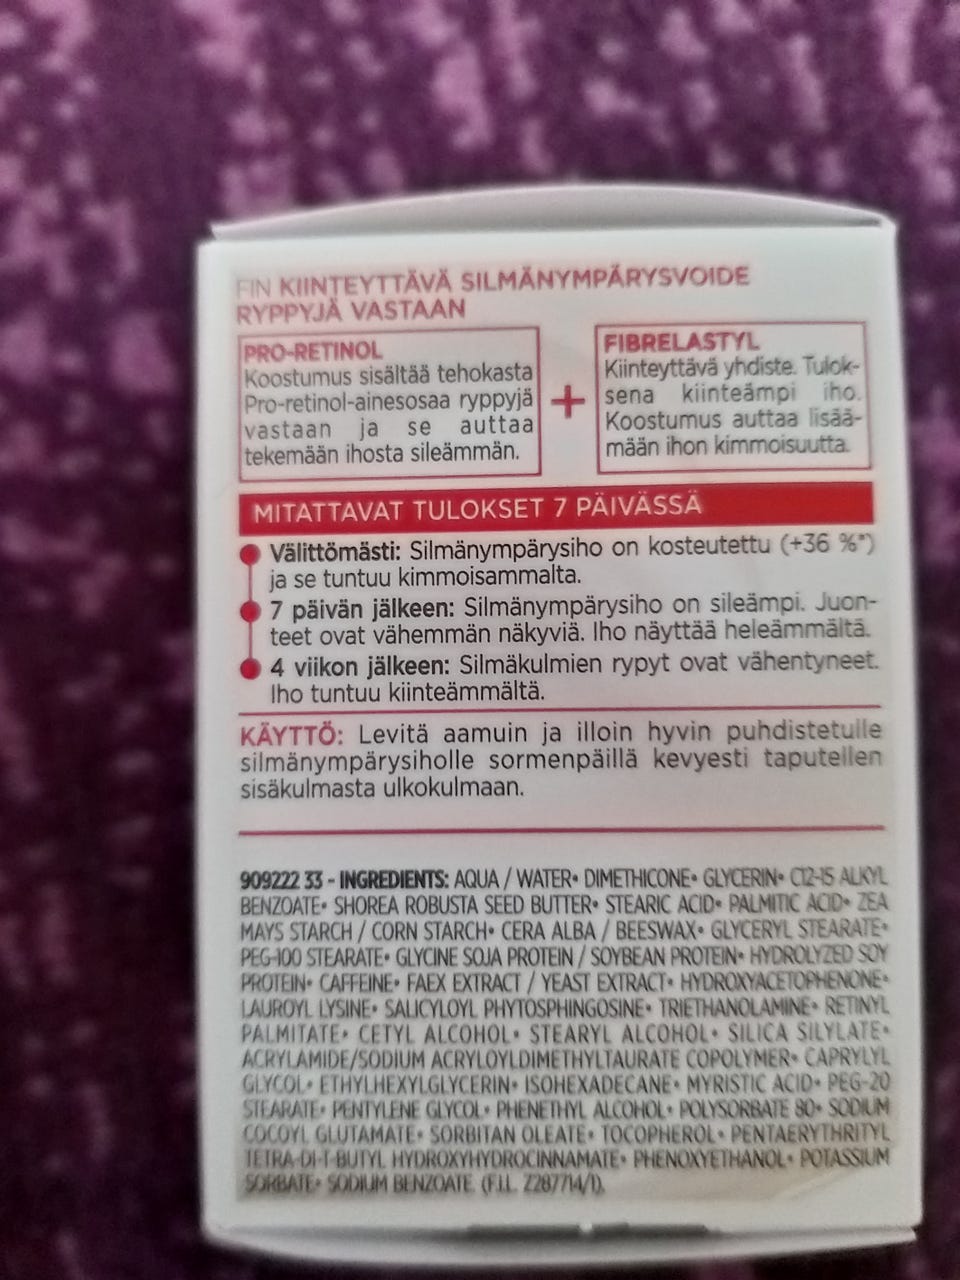 FIN KIINTEYTTÄVÄ SILMÄNYMPÄRYSVOIDE
RYPPYJÄ VASTAAN
PRO-RETINOL
Koostumus sisältää tehokasta
Pro-retinol-ainesosaa ryppyjä
vastaan ja se auttaa
tekemään ihosta sileämmän.
+
FIBRELASTYL
Kiinteyttävä yhdiste. Tulok-
sena kiinteämpi iho.
Koostumus auttaa lisää-
mään ihon kimmoisuutta.
MITATTAVAT TULOKSET 7 PÄIVÄSSÄ
Välittömästi: Silmänympärysiho on kosteutettu (+36 %*)
ja se tuntuu kimmoisammalta.
7 päivän jälkeen: Silmänympärysiho on sileämpi. Juon-
teet ovat vähemmän näkyviä. Iho näyttää heleämmältä.
4 viikon jälkeen: Silmäkulmien rypyt ovat vähentyneet.
Iho tuntuu kiinteämmältä.
KÄYTTÖ: Levitä aamuin ja illoin hyvin puhdistetulle
silmänympärysiholle sormenpäillä kevyesti taputellen
sisäkulmasta ulkokulmaan.
909222 33 - INGREDIENTS: AQUA / WATER• DIMETHICONE• GLYCERIN• C12-15 ALKYL
BENZOATE• SHOREA ROBUSTA SEED BUTTER• STEARIC ACID• PALMITIC ACID• ZEA
MAYS STARCH / CORN STARCH• CERA ALBA / BEESWAX• GLYCERYL STEARATE•
PEG-100 STEARATE• GLYCINE SOJA PROTEIN / SOYBEAN PROTEIN• HYDROLYZED SOY
PROTEIN• CAFFEINE• FAEX EXTRACT / YEAST EXTRACT• HYDROXYACETOPHENONE•
LAUROYL LYSINE• SALICYLOYL PHYTOSPHINGOSINE• TRIETHANOLAMINE• RETINYL
PALMITATE• CETYL ALCOHOL• STEARYL ALCOHOL• SILICA SILYLATE•
ACRYLAMIDE/SODIUM ACRYLOYLDIMETHYLTAURATE COPOLYMER• CAPRYLYL
GLYCOL• ETHYLHEXYLGLYCERIN• ISOHEXADECANE• MYRISTIC ACID• PEG-20
STEARATE• PENTYLENE GLYCOL• PHENETHYL ALCOHOL• POLYSORBATE 80• SODIUM
COCOYL GLUTAMATE• SORBITAN OLEATE• TOCOPHEROL• PENTAERYTHRITYL
TETRA-DI-T-BUTYL HYDROXYHYDROCINNAMATE• PHENOXYETHANOL• POTASSIUM
SORBATE• SODIUM BENZOATE. (F.I.L. Z287714/1).